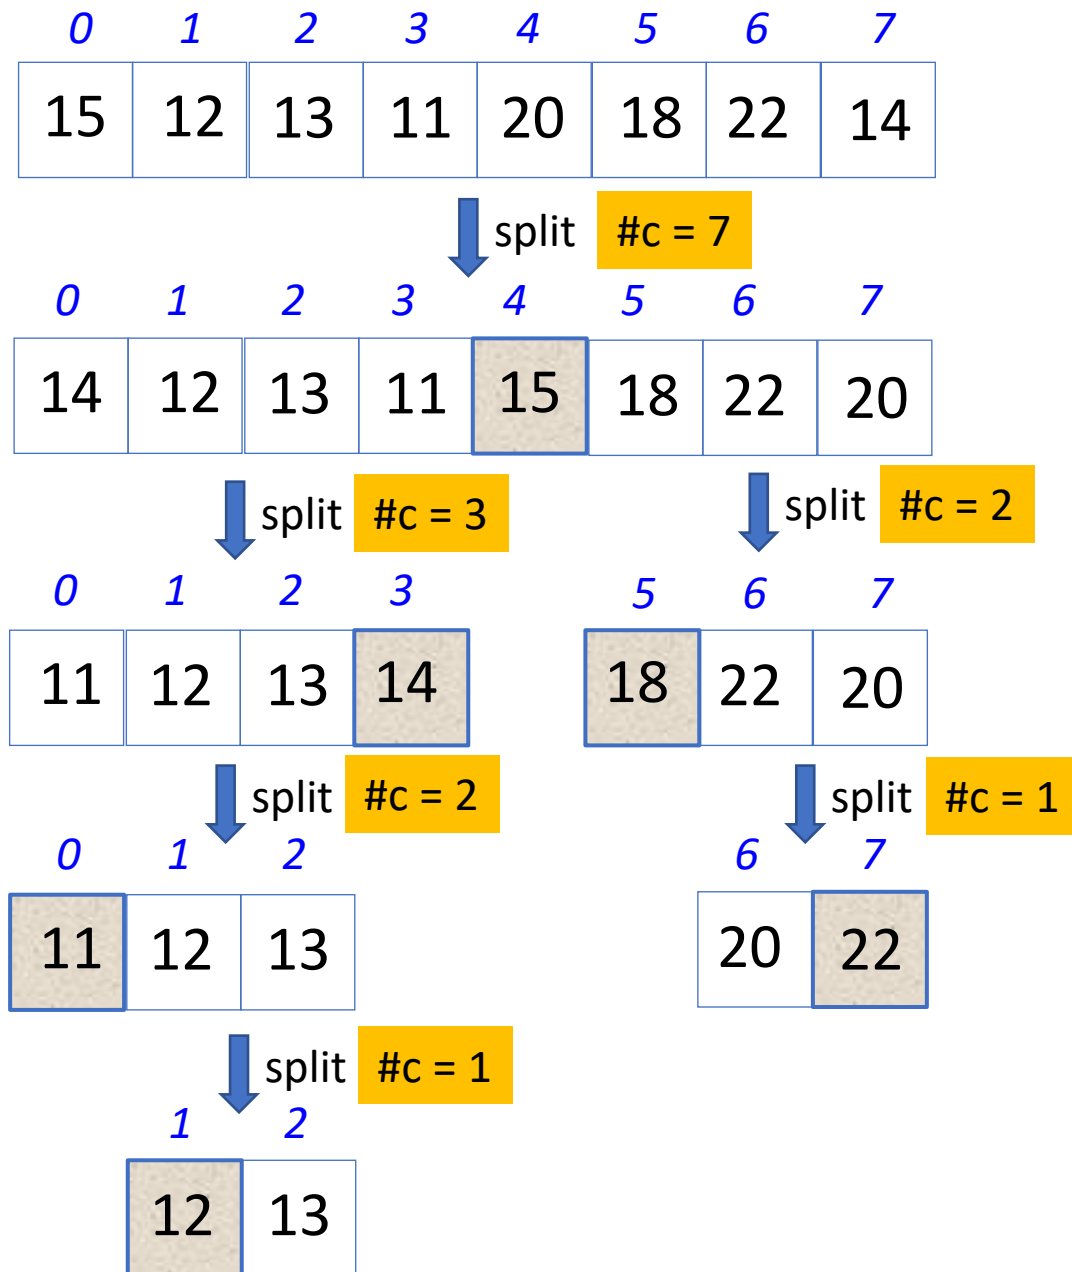 0 1 2 3 4 5 6 7
15 12 13 11 20 18 22 14
split #c = 7
0 1 2 3 4 5 6 7
14 12 13 11 15 18 22 20
split #c = 3 split #c = 2
0 1 2 3 5 6 7
11 12 13 14 18 22 20
split #c = 2 split #c = 1
0 1 2 6 7
11 12 13 20 22
split #c = 1
1 2
12 13